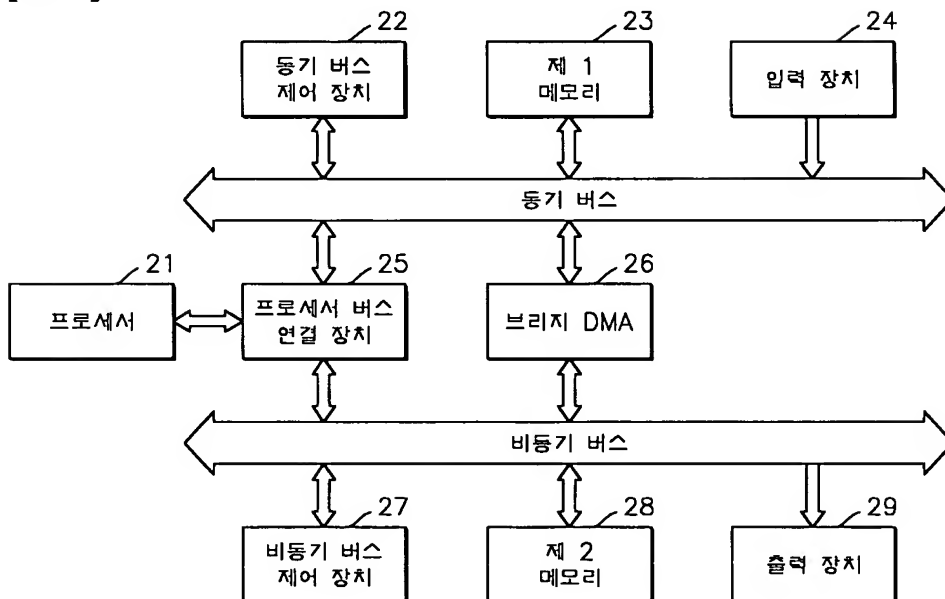 22
동기 버스
제어 장치
23
제 1
메모리
24
입력 장치
동기 버스
21
프로세서
25
프로세서 버스
연결 장치
26
브리지 DMA
비동기 버스
27
비동기 버스
제어 장치
28
제 2
메모리
29
출력 장치